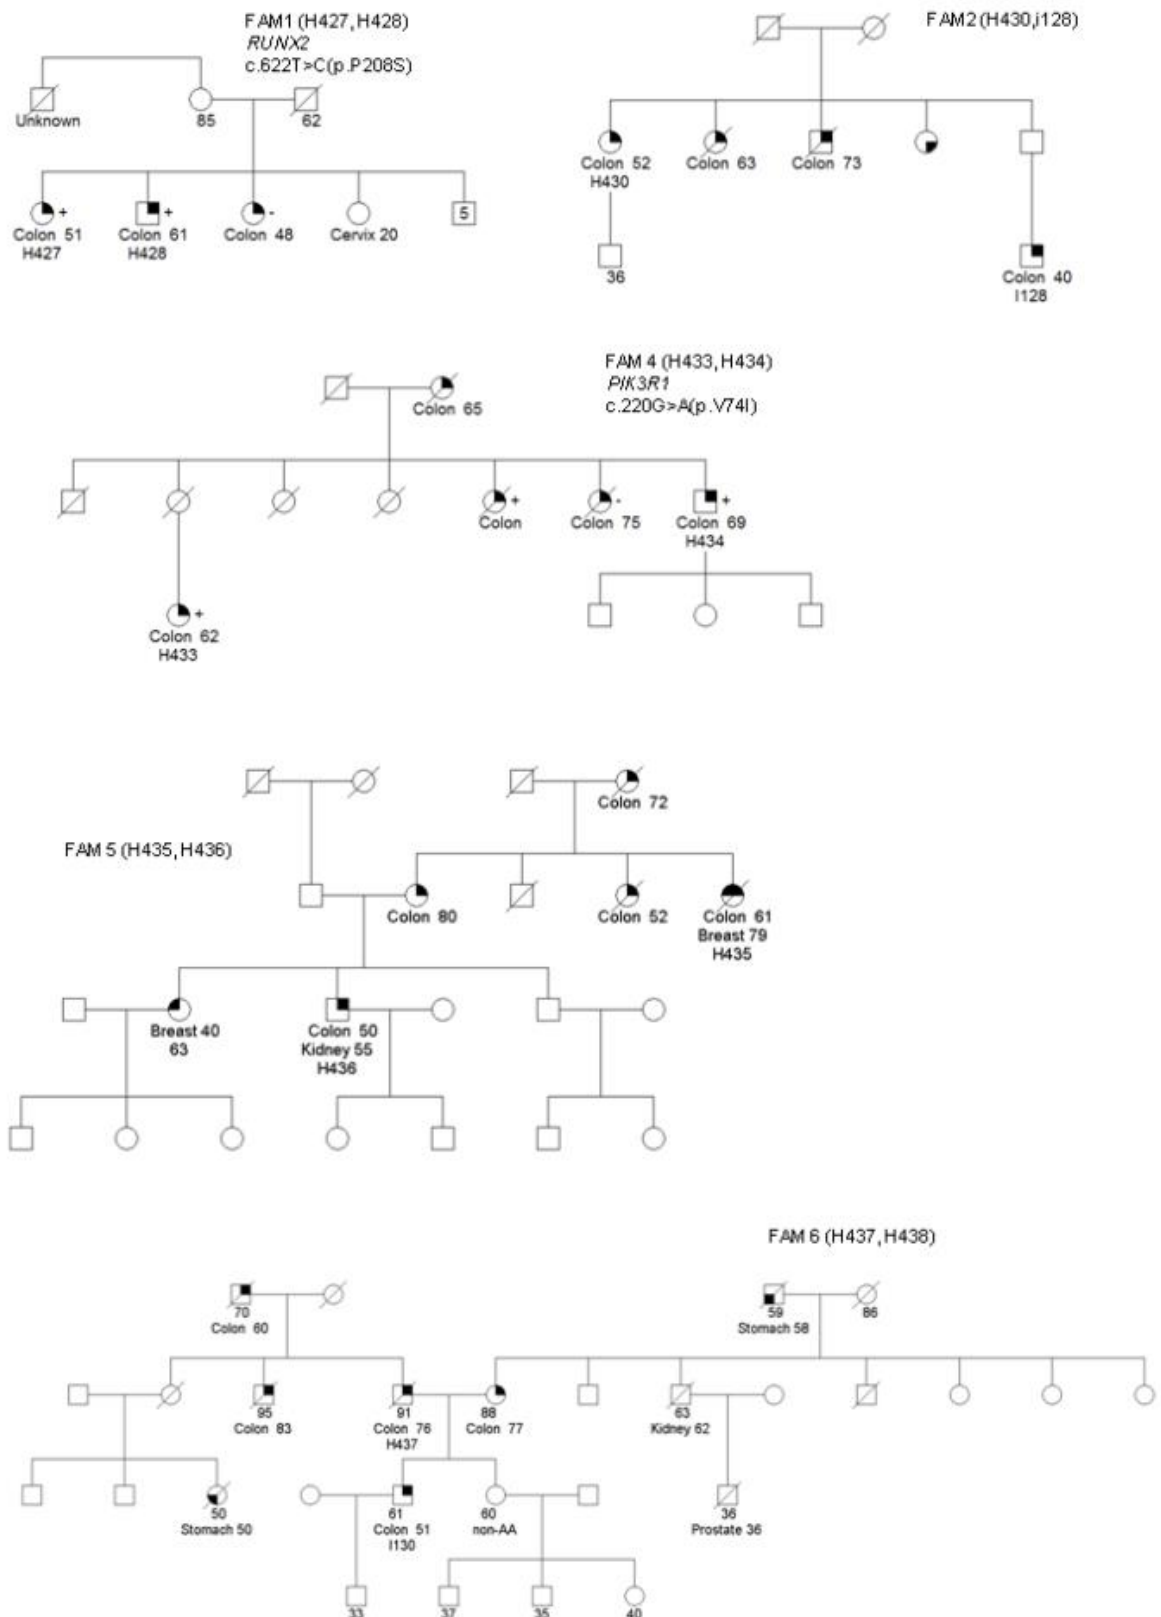 FAM1 (H427, H428)
RUNX2
c.622T>C(p.P208S)
Unknown
85
62
+
+
-
5
Colon 51
Colon 61
Colon 48
Cervix 20
H427
H428
FAM2 (H430,i128)
Colon 52
Colon 63
Colon 73
H430
36
Colon 40
I128
FAM 4 (H433, H434)
PIK3R1
c.220G>A(p.V74I)
Colon 65
+
-
+
Colon
Colon 75
Colon 69
H434
+
Colon 62
H433
FAM 5 (H435, H436)
Colon 72
Colon 80
Colon 52
Colon 61
Breast 79
H435
Breast 40
63
Colon 50
Kidney 55
H436
FAM 6 (H437, H438)
70
Colon 60
59
Stomach 58
86
95
Colon 83
91
Colon 76
H437
88
Colon 77
63
Kidney 62
50
Stomach 50
61
Colon 51
I130
60
non-AA
36
Prostate 36
33
37
35
40